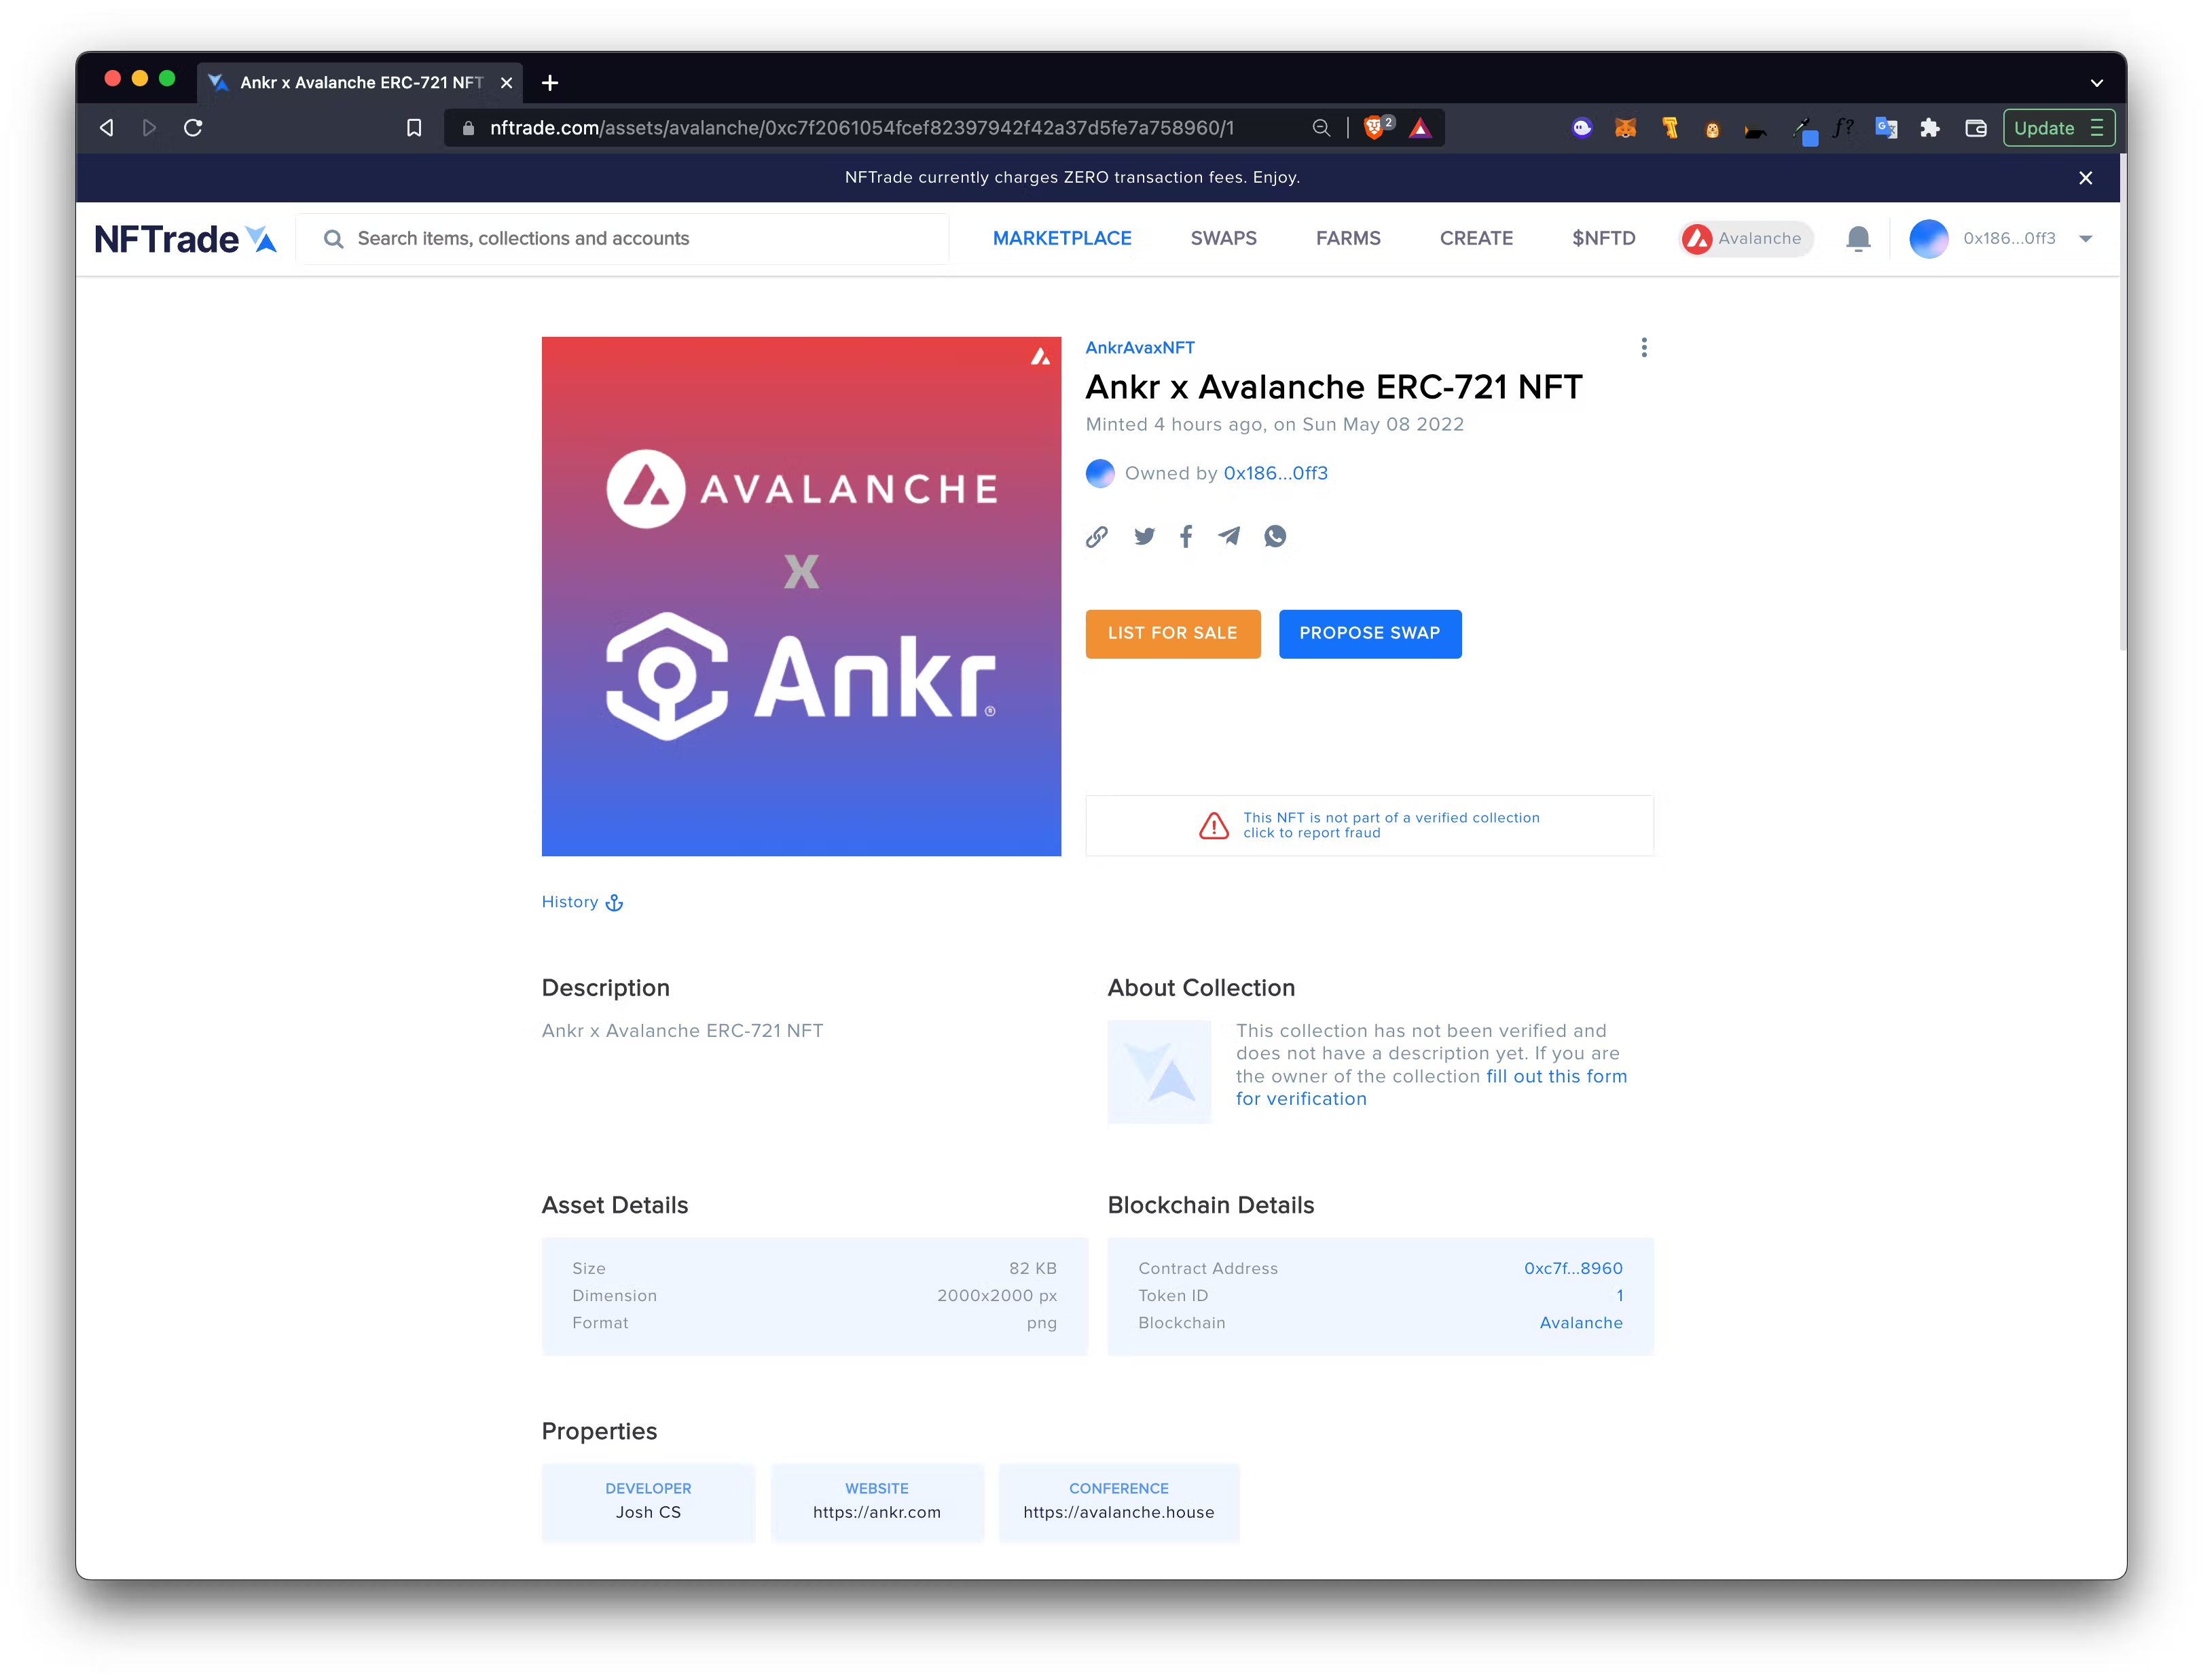 Ankr x Avalanche ERC-721 NFT
nftrade.com/assets/avalanche/0xc7f2061054fcef82397942f42a37d5fe7a758960/1
2
f?
Update
NFTrade currently charges ZERO transaction fees. Enjoy.
NFTrade
Search items, collections and accounts
MARKETPLACE
SWAPS
FARMS
CREATE
$NFTD
Avalanche
0x186...0ff3
AVALANCHE
X
Ankr®
AnkrAvaxNFT
Ankr x Avalanche ERC-721 NFT
Minted 4 hours ago, on Sun May 08 2022
Owned by 0x186...0ff3
LIST FOR SALE
PROPOSE SWAP
This NFT is not part of a verified collection
click to report fraud
History
Description
Ankr x Avalanche ERC-721 NFT
About Collection
This collection has not been verified and
does not have a description yet. If you are
the owner of the collection fill out this form
for verification
Asset Details
Size 82 KB
Dimension 2000x2000 px
Format png
Blockchain Details
Contract Address 0xc7f...8960
Token ID 1
Blockchain Avalanche
Properties
DEVELOPER
Josh CS
WEBSITE
https://ankr.com
CONFERENCE
https://avalanche.house